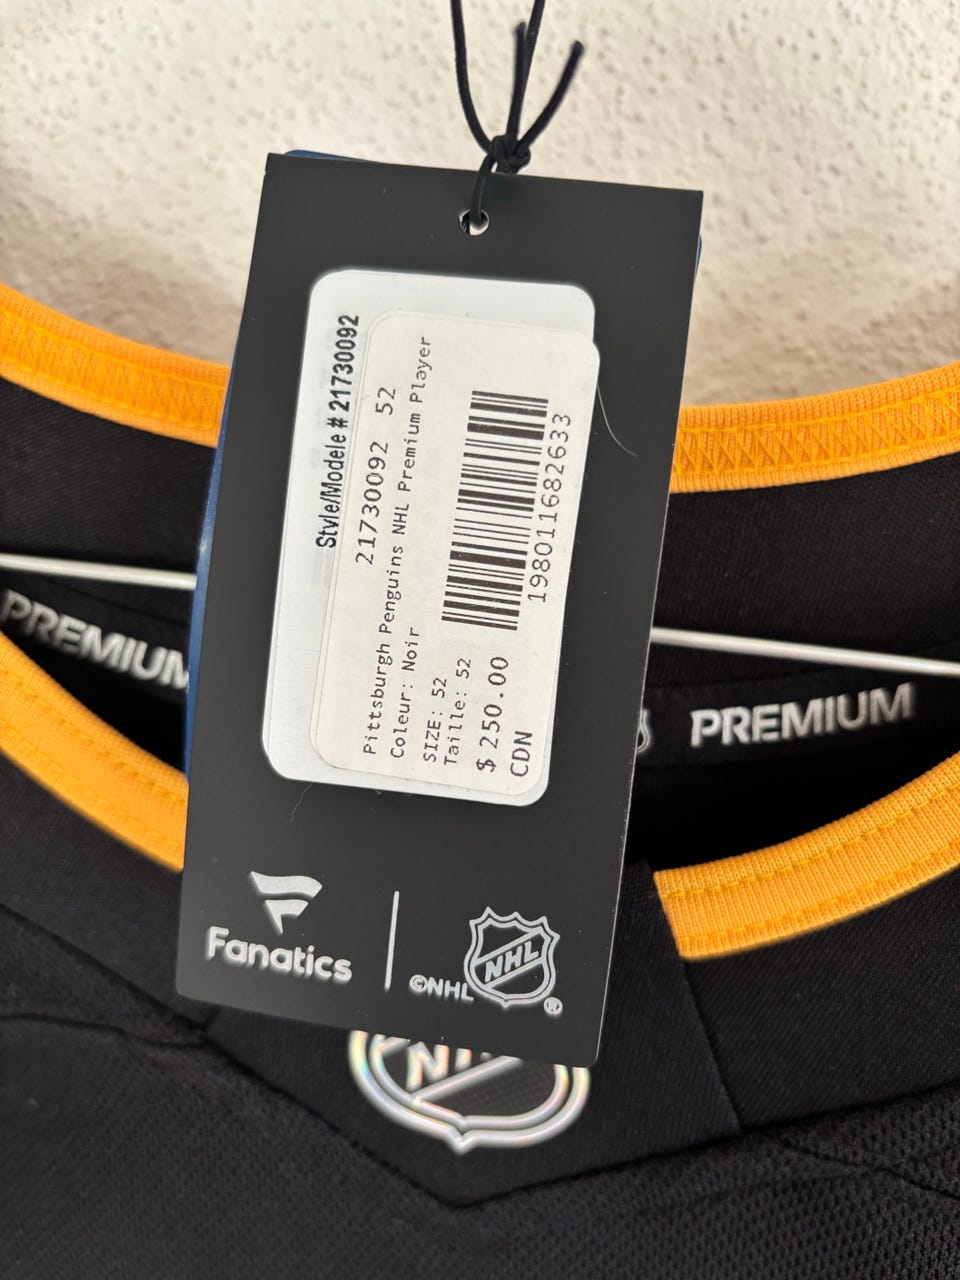 Style/Modele # 21730092
21730092 52
Pittsburgh Penguins NHL Premium Player
Coleur: Noir
SIZE: 52
Taille: 52
$ 250.00
CDN
198011682633
PREMIUM
PREMIUM
Fanatics
©NHL
NHL
®